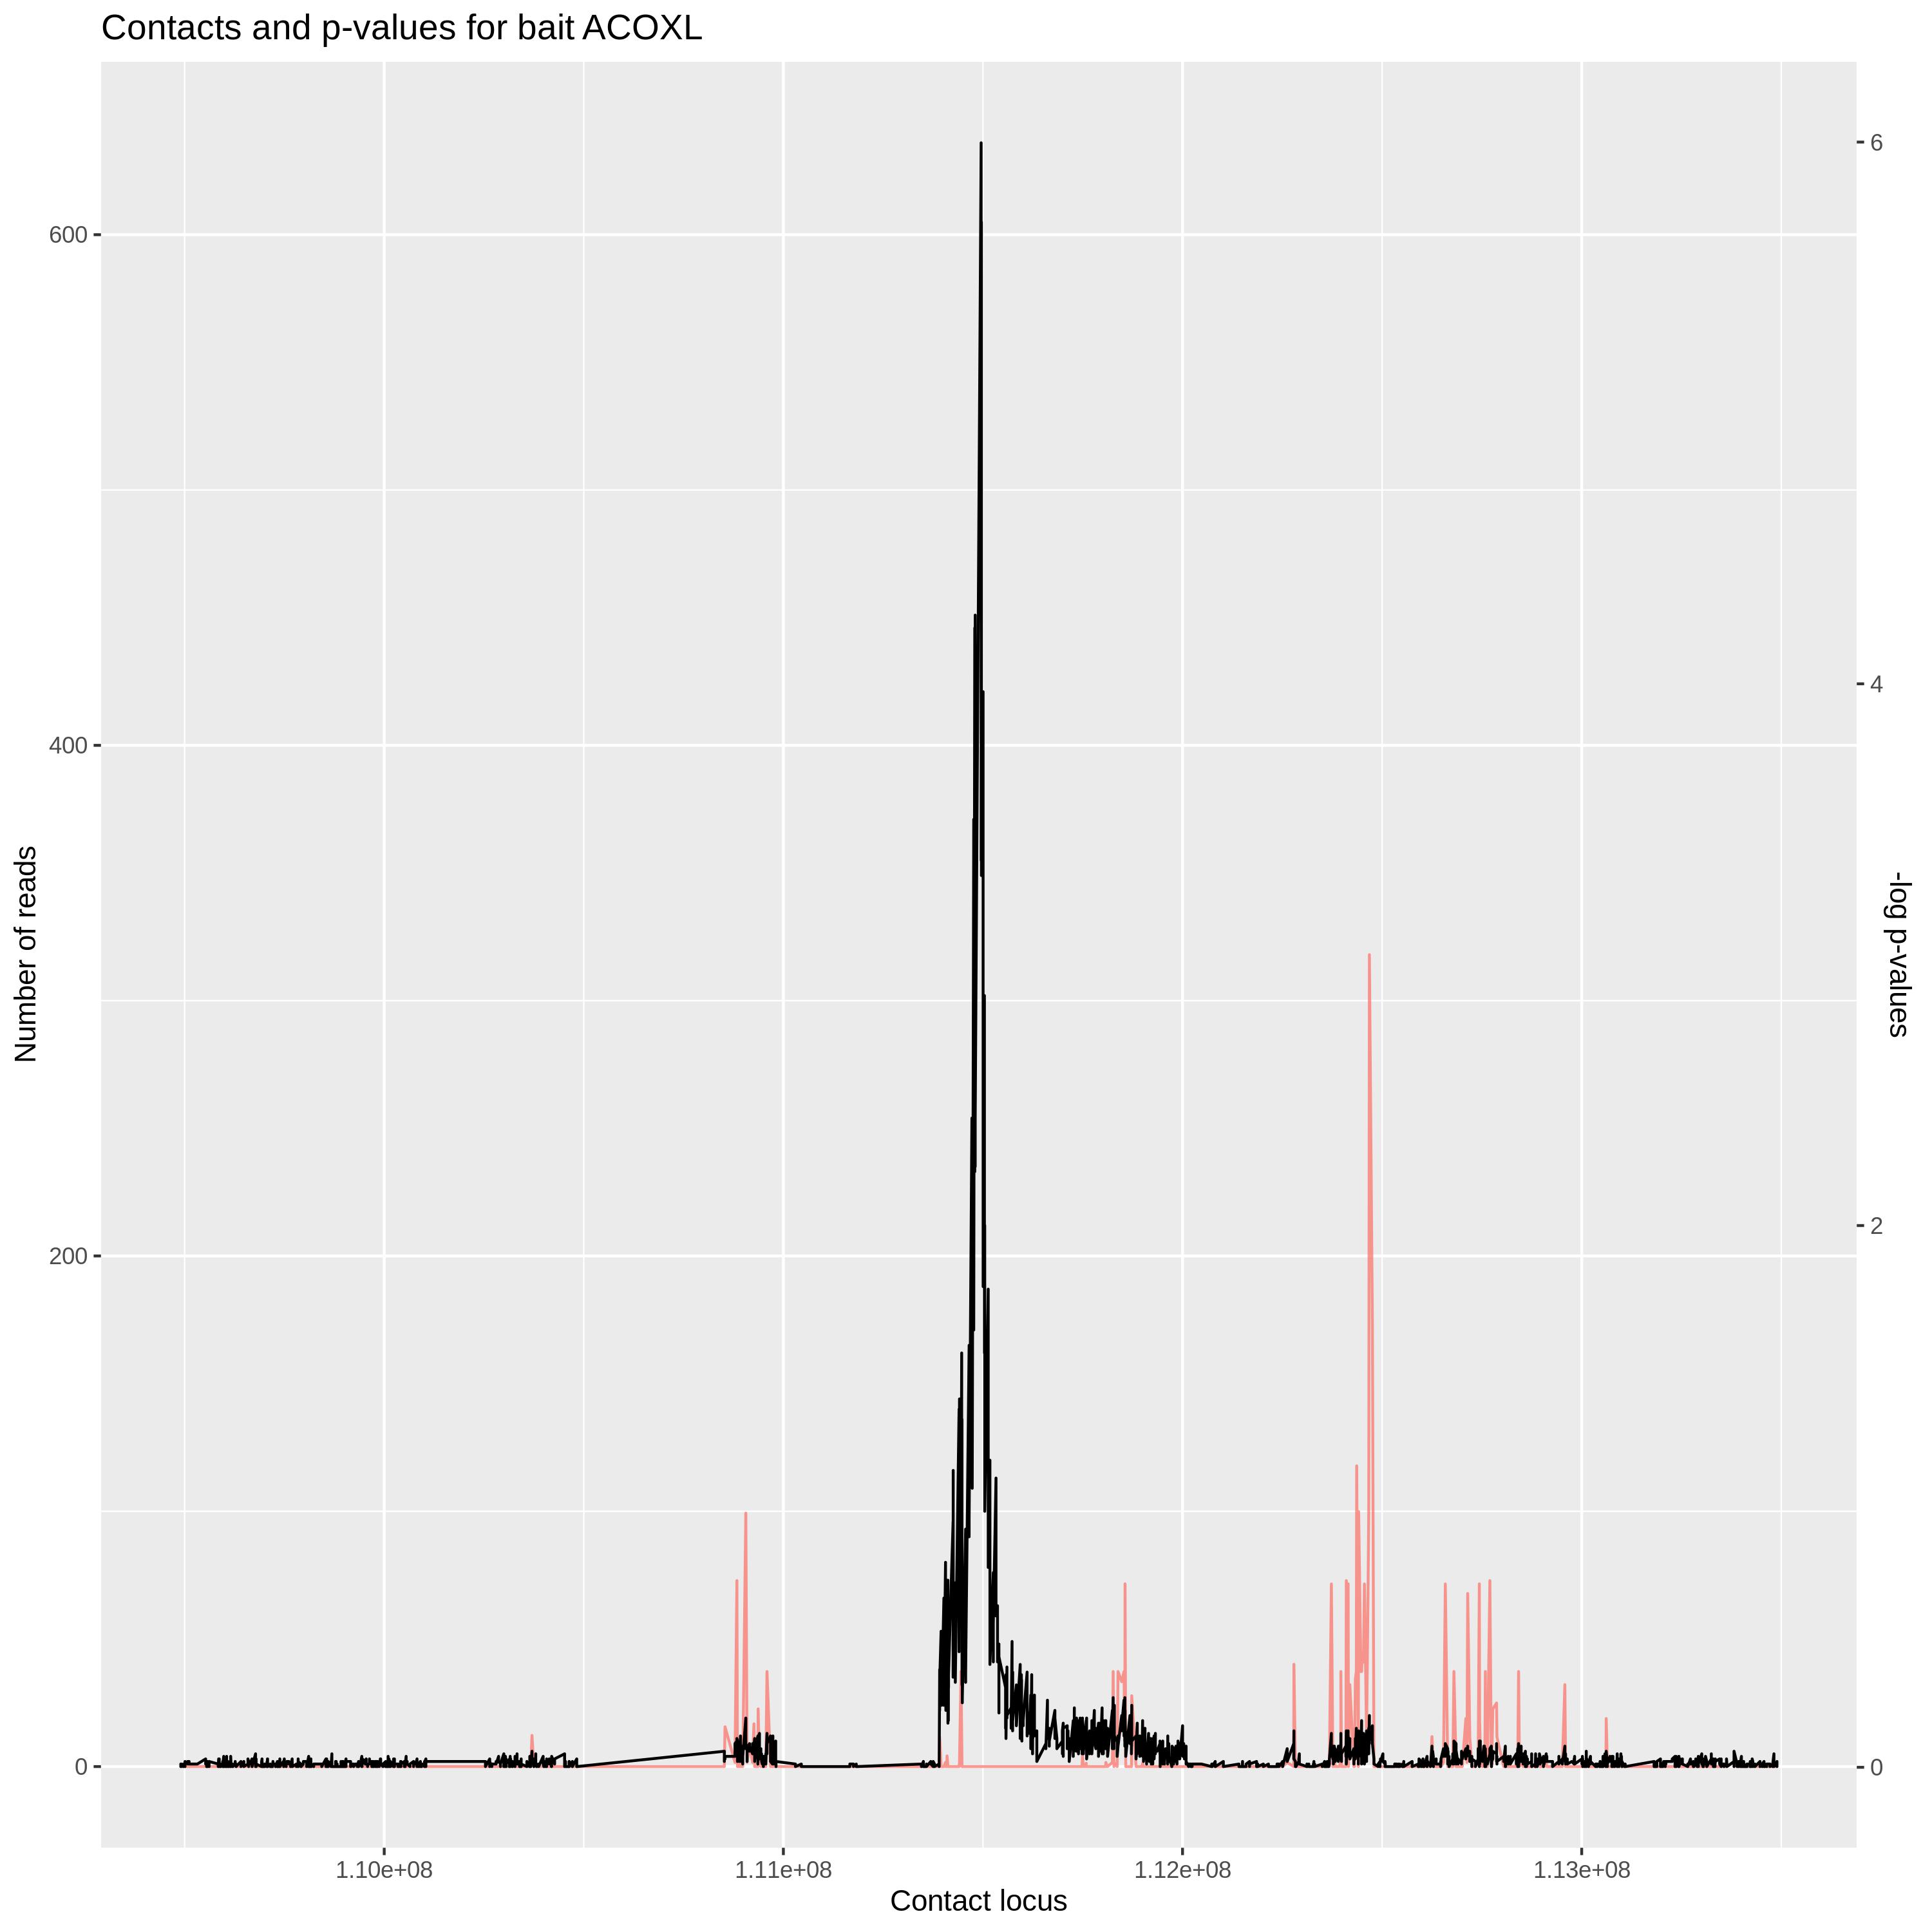 Contacts and p-values for bait ACOXL
600
400
200
0
6
4
2
0
Number of reads
-log p-values
1.10e+08
1.11e+08
1.12e+08
1.13e+08
Contact locus